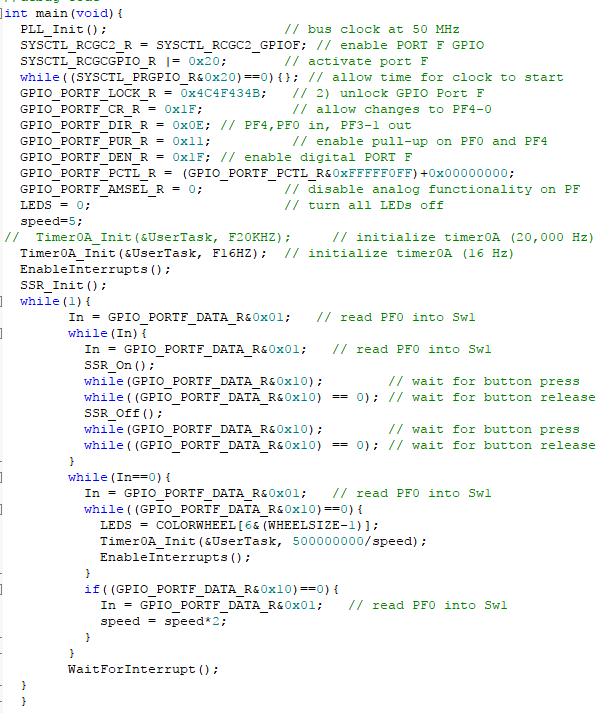 int main(void){
PLL_Init(); // bus clock at 50 MHz
SYSCTL_RCGC2_R = SYSCTL_RCGC2_GPIOF; // enable PORT F GPIO
SYSCTL_RCGCGPIO_R |= 0x20; // activate port F
while((SYSCTL_PRGPIO_R&0x20)==0){}; // allow time for clock to start
GPIO_PORTF_LOCK_R = 0x4C4F434B; // 2) unlock GPIO Port F
GPIO_PORTF_CR_R = 0x1F; // allow changes to PF4-0
GPIO_PORTF_DIR_R = 0x0E; // PF4,PF0 in, PF3-1 out
GPIO_PORTF_PUR_R = 0x11; // enable pull-up on PF0 and PF4
GPIO_PORTF_DEN_R = 0x1F; // enable digital PORT F
GPIO_PORTF_PCTL_R = (GPIO_PORTF_PCTL_R&0xFFFFF0FF)+0x00000000;
GPIO_PORTF_AMSEL_R = 0; // disable analog functionality on PF
LEDS = 0; // turn all LEDs off
speed=5;
// Timer0A_Init(&UserTask, F20KHZ); // initialize timer0A (20,000 Hz)
Timer0A_Init(&UserTask, F16HZ); // initialize timer0A (16 Hz)
EnableInterrupts();
SSR_Init();
while(1){
In = GPIO_PORTF_DATA_R&0x01; // read PF0 into Sw1
while(In){
In = GPIO_PORTF_DATA_R&0x01; // read PF0 into Sw1
SSR_On();
while(GPIO_PORTF_DATA_R&0x10); // wait for button press
while((GPIO_PORTF_DATA_R&0x10) == 0); // wait for button release
SSR_Off();
while(GPIO_PORTF_DATA_R&0x10); // wait for button press
while((GPIO_PORTF_DATA_R&0x10) == 0); // wait for button release
}
while(In==0){
In = GPIO_PORTF_DATA_R&0x01; // read PF0 into Sw1
while((GPIO_PORTF_DATA_R&0x10)==0){
LEDS = COLORWHEEL[6&(WHEELSIZE-1)];
Timer0A_Init(&UserTask, 500000000/speed);
EnableInterrupts();
}
if((GPIO_PORTF_DATA_R&0x10)==0){
In = GPIO_PORTF_DATA_R&0x01; // read PF0 into Sw1
speed = speed*2;
}
}
WaitForInterrupt();
}
}